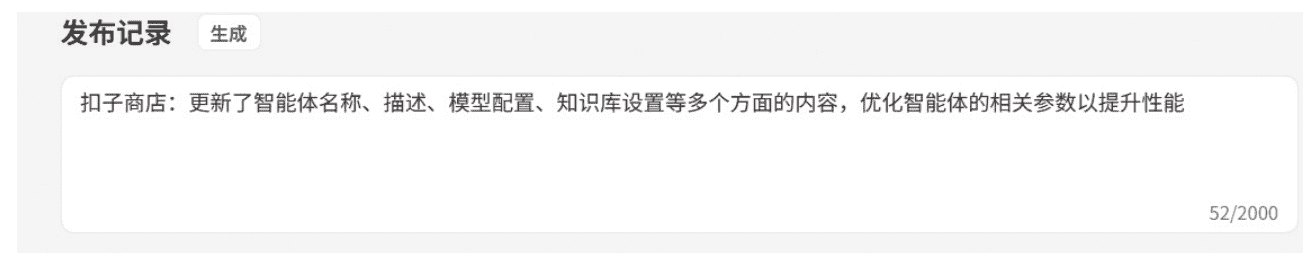 发布记录 生成
扣子商店：更新了智能体名称、描述、模型配置、知识库设置等多个方面的内容，优化智能体的相关参数以提升性能
52/2000